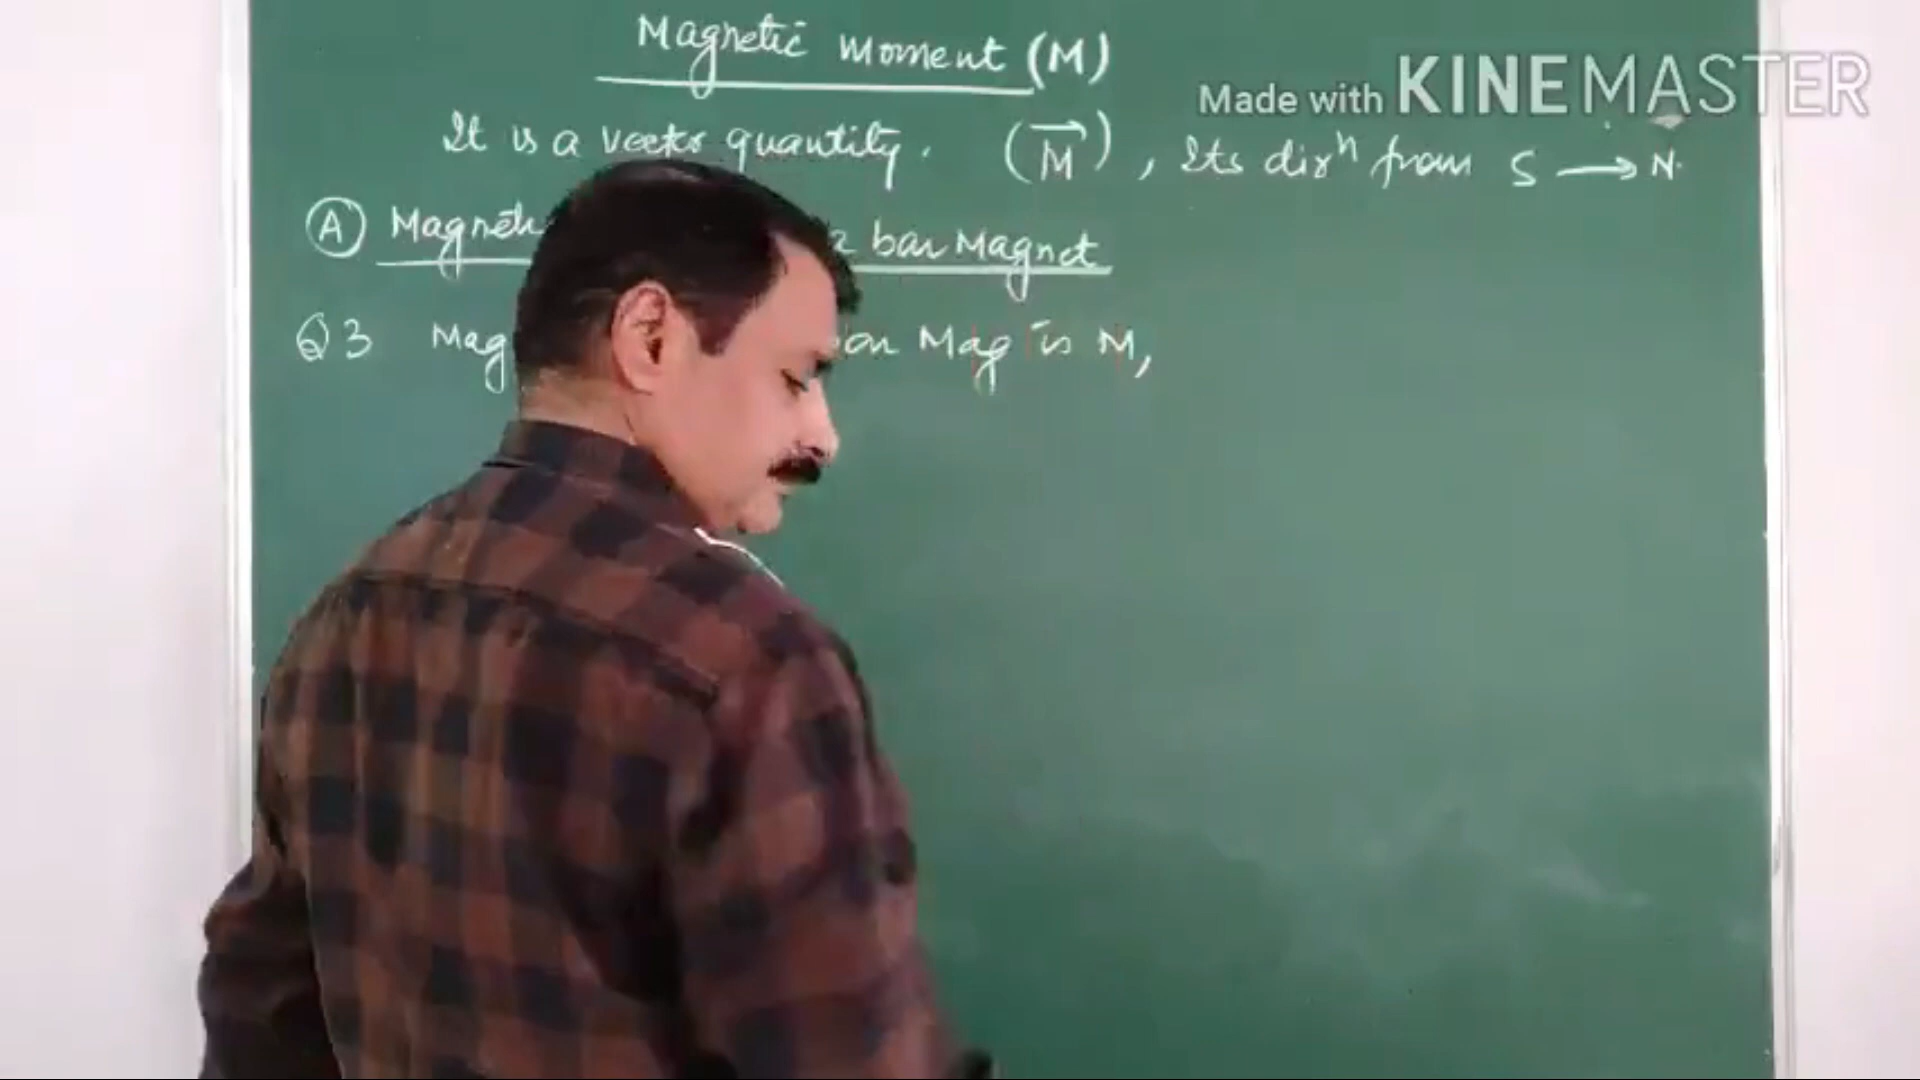 Magnetic Moment (M)
Made with KINEMASTER
It is a vector quantity. (M), Its dirⁿ from S → N.
(A) Magneti bar Magnet
Q3 Mag Mag is M,